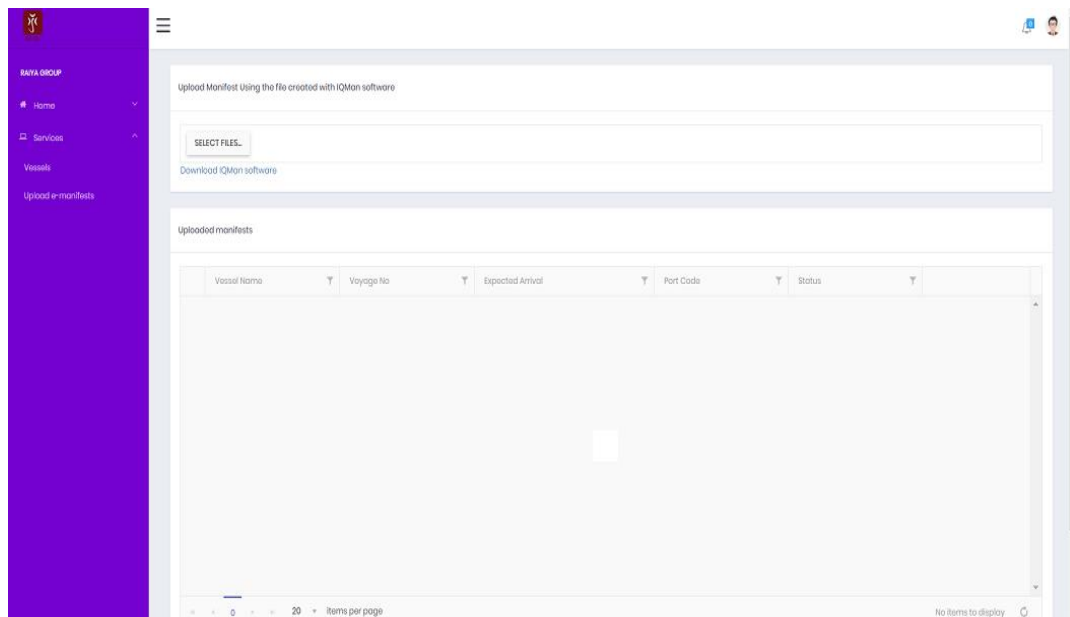 RAIYA GROUP
Home
Services
Vessels
Upload e-manifests
Upload Manifest Using the file created with IQMan software
SELECT FILES...
Download IQMan software
Uploaded manifests
Vessel Name Voyage No Expected Arrival Port Code Status
0 20 items per page No items to display